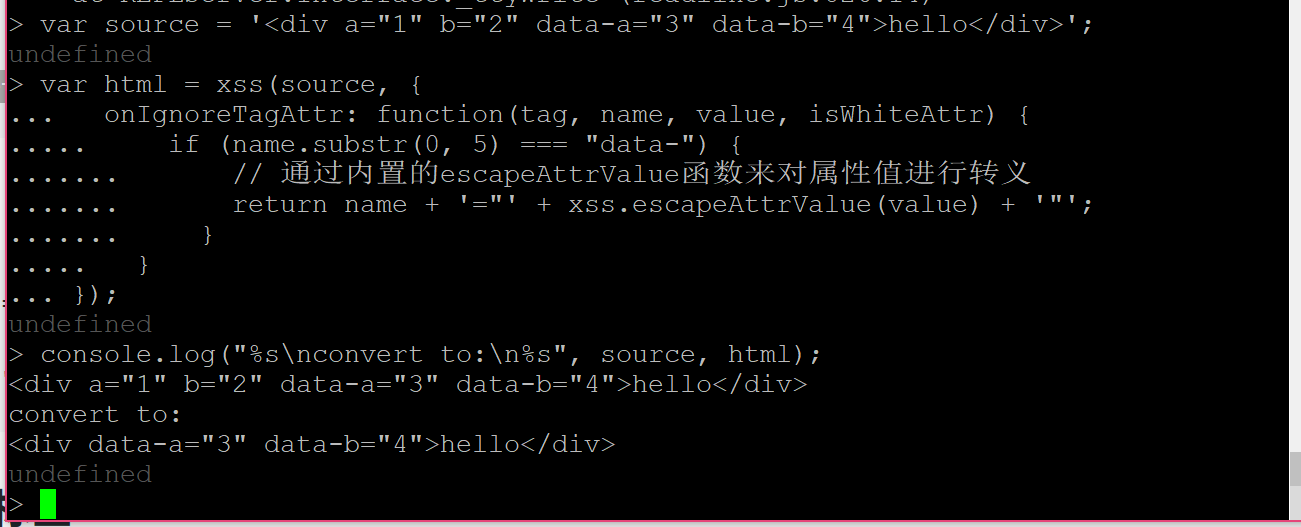 > var source = '<div a="1" b="2" data-a="3" data-b="4">hello</div>';
undefined
> var html = xss(source, {
...   onIgnoreTagAttr: function(tag, name, value, isWhiteAttr) {
.....     if (name.substr(0, 5) === "data-") {
.......       // 通过内置的escapeAttrValue函数来对属性值进行转义
.......       return name + '="' + xss.escapeAttrValue(value) + '"';
.......     }
.....   }
... });
undefined
> console.log("%s\nconvert to:\n%s", source, html);
<div a="1" b="2" data-a="3" data-b="4">hello</div>
convert to:
<div data-a="3" data-b="4">hello</div>
undefined
>